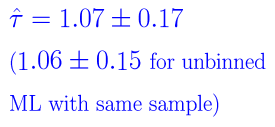 τ̂ = 1.07 ± 0.17
(1.06 ± 0.15 for unbinned
ML with same sample)